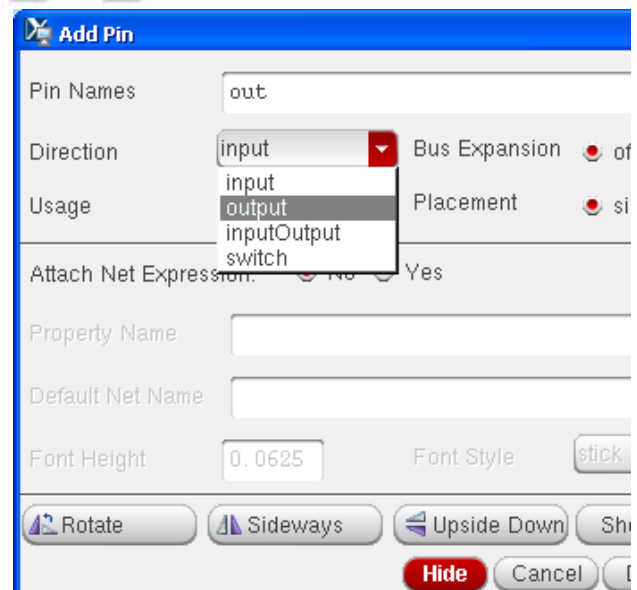 Add Pin
Pin Names out
Direction input Bus Expansion
input
Usage output Placement
inputOutput
switch
Attach Net Expression: No Yes
Property Name
Default Net Name
Font Height 0.0625 Font Style stick
Rotate Sideways Upside Down
Hide Cancel